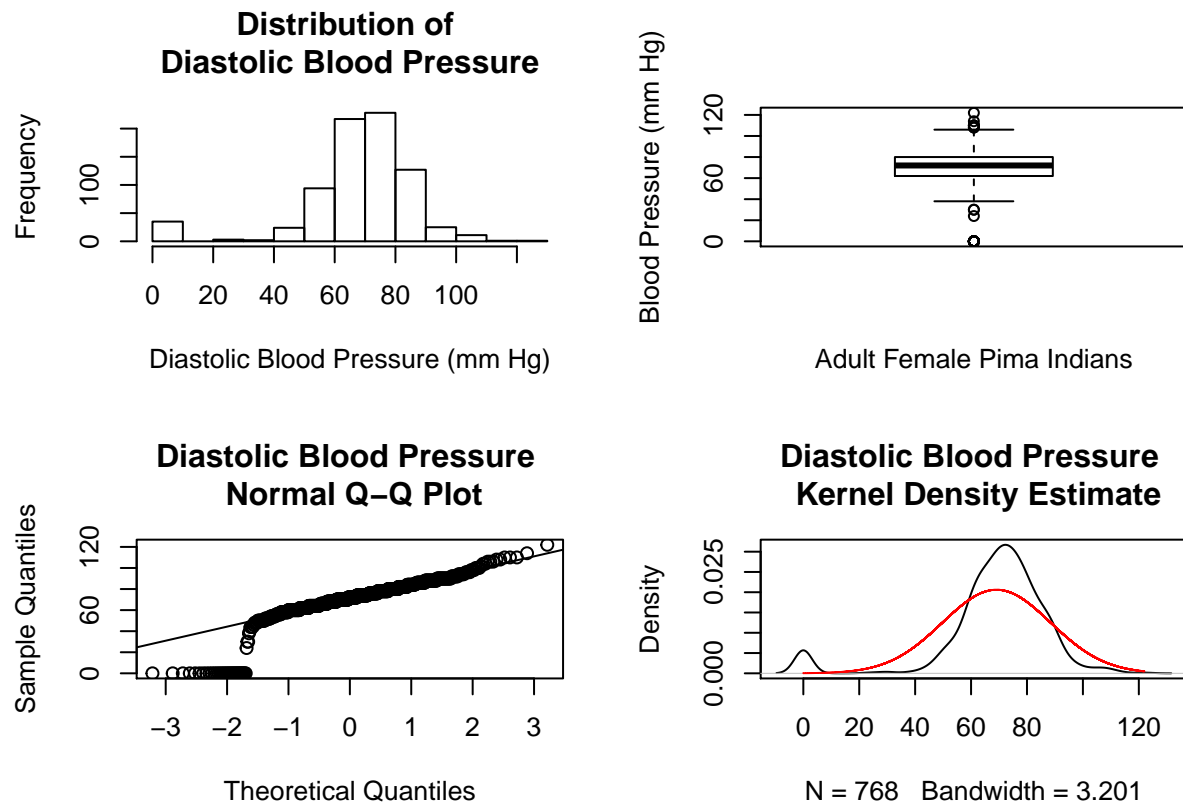 Distribution of
Diastolic Blood Pressure
Frequency
100
0
0 20 40 60 80 100
Diastolic Blood Pressure (mm Hg)
Blood Pressure (mm Hg)
120
60
0
Adult Female Pima Indians
Diastolic Blood Pressure
Normal Q−Q Plot
Sample Quantiles
120
60
0
−3 −2 −1 0 1 2 3
Theoretical Quantiles
Diastolic Blood Pressure
Kernel Density Estimate
Density
0.025
0.000
0 20 40 60 80 120
N = 768 Bandwidth = 3.201